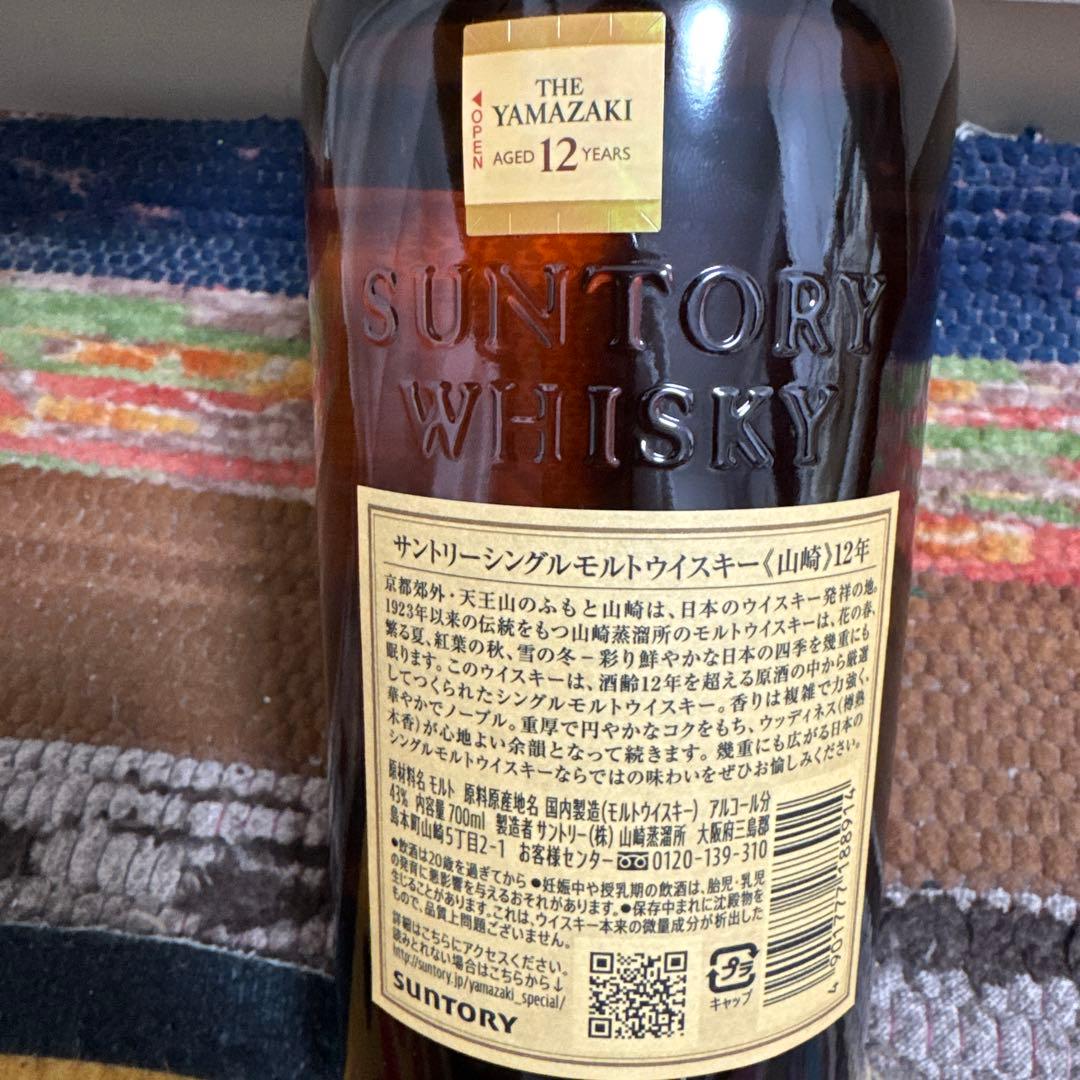 THE
YAMAZAKI
AGED 12 YEARS
◀OPEN
SUNTORY
WHISKY
サントリーシングルモルトウイスキー《山崎》12年
京都郊外・天王山のふもと山崎は、日本のウイスキー発祥の地。
1923年以来の伝統をもつ山崎蒸溜所のモルトウイスキーは、花の春、
繁る夏、紅葉の秋、雪の冬－彩り鮮やかな日本の四季を幾重にも
眠ります。このウイスキーは、酒齢12年を超える原酒の中から厳選
してつくられたシングルモルトウイスキー。香りは複雑で力強く、
華やかでノーブル。重厚で円やかなコクをもち、ウッディネス(樽熟
木香)が心地よい余韻となって続きます。幾重にも広がる日本の
シングルモルトウイスキーならではの味わいをぜひお愉しみください。
原材料名 モルト 原料原産地名 国内製造(モルトウイスキー) アルコール分
43% 内容量 700ml 製造者 サントリー(株) 山崎蒸溜所 大阪府三島郡
島本町山崎5丁目2-1 お客様センター 0120-139-310
●飲酒は20歳を過ぎてから ●妊娠中や授乳期の飲酒は、胎児・乳児
の発育に悪影響を与えるおそれがあります。●保存中まれに沈殿物を
生じることがあります。これは、ウイスキー本来の微量成分が析出した
もので、品質上問題ございません。
詳細はこちらにアクセスください。
読みとれない場合はこちらから↓
http://suntory.jp/yamazaki_special/
SUNTORY
プラ
キャップ
4 901777 188914